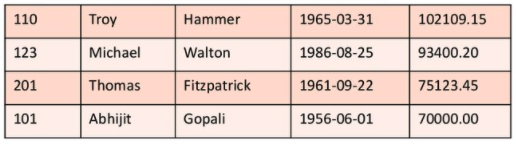 110 Troy Hammer 1965-03-31 102109.15
123 Michael Walton 1986-08-25 93400.20
201 Thomas Fitzpatrick 1961-09-22 75123.45
101 Abhijit Gopali 1956-06-01 70000.00